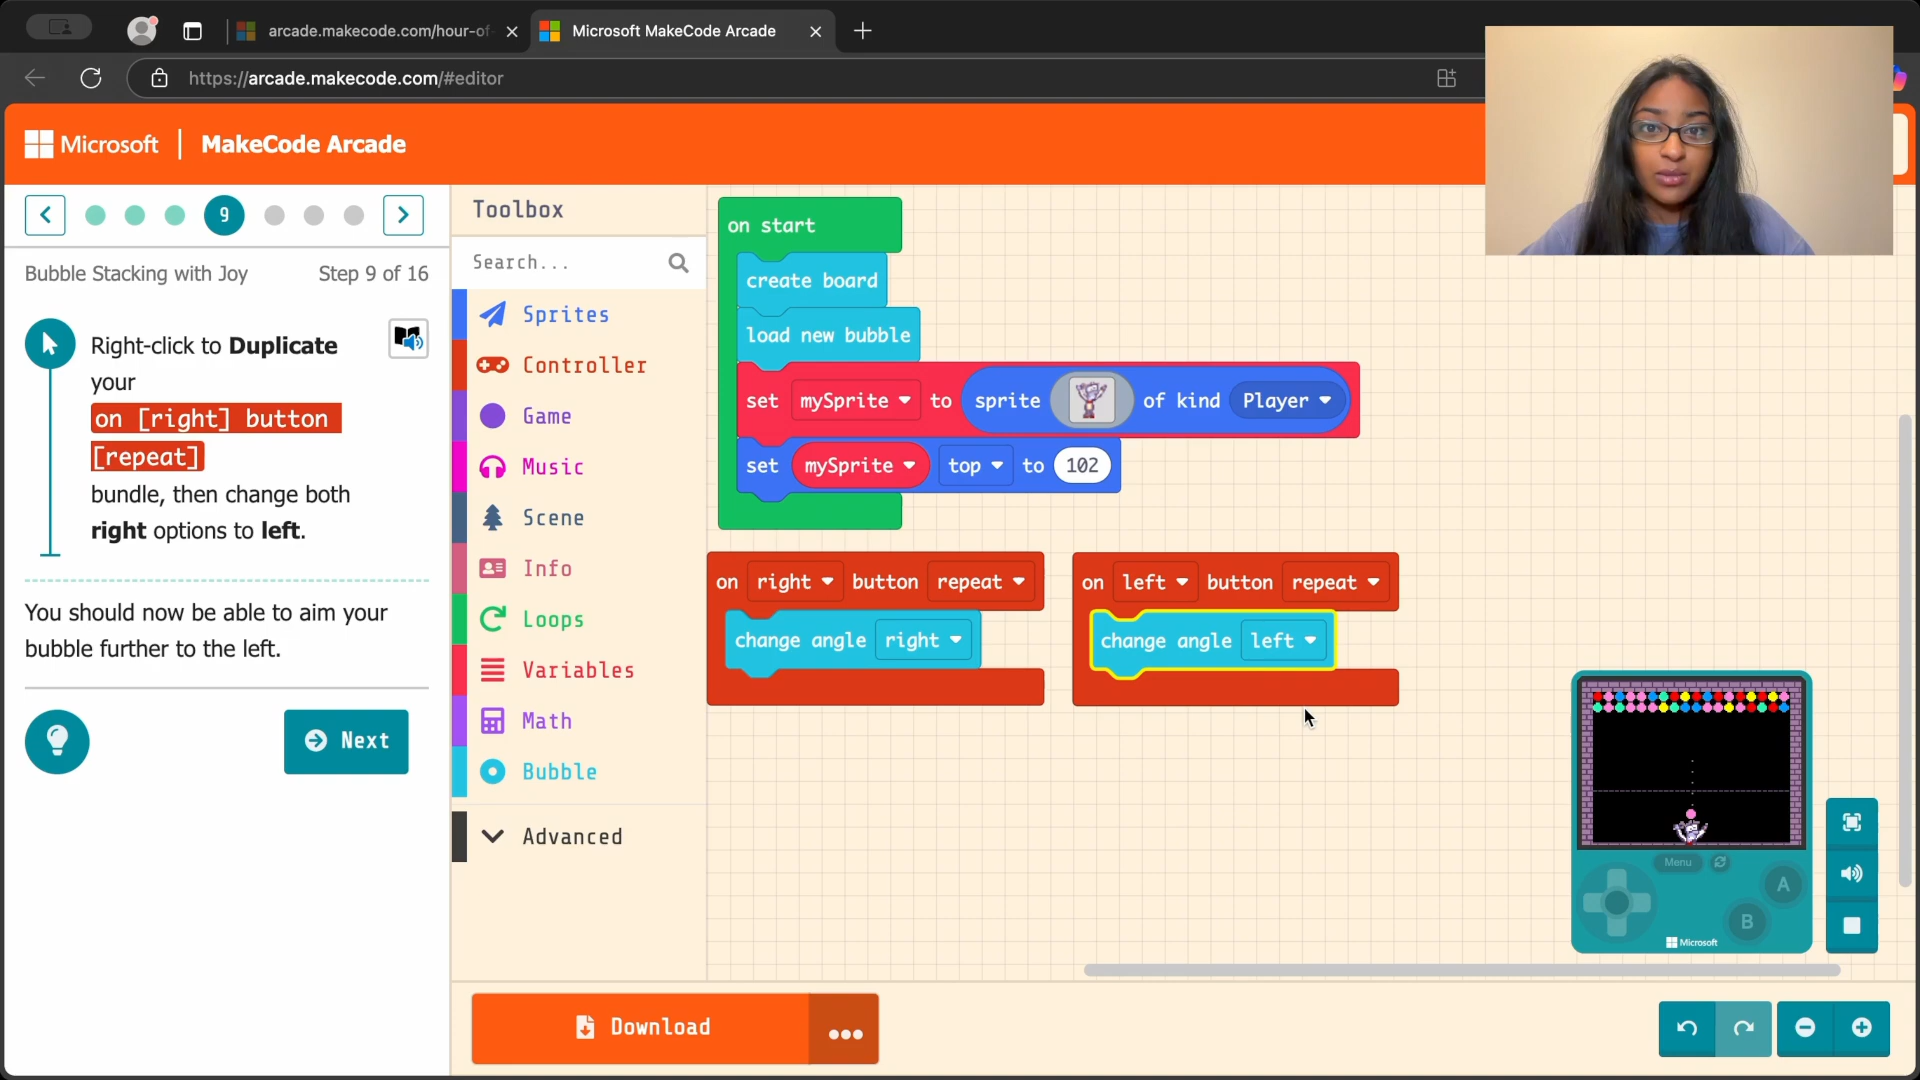 arcade.makecode.com/hour-of-
Microsoft MakeCode Arcade
https://arcade.makecode.com/#editor
Microsoft | MakeCode Arcade
9
Bubble Stacking with Joy
Step 9 of 16
Right-click to Duplicate
your
on [right] button
[repeat]
bundle, then change both
right options to left.
You should now be able to aim your
bubble further to the left.
Next
Toolbox
Search...
Sprites
Controller
Game
Music
Scene
Info
Loops
Variables
Math
Bubble
Advanced
on start
create board
load new bubble
set mySprite to sprite of kind Player
set mySprite top to 102
on right button repeat
change angle right
on left button repeat
change angle left
Menu
A
B
Microsoft
Download